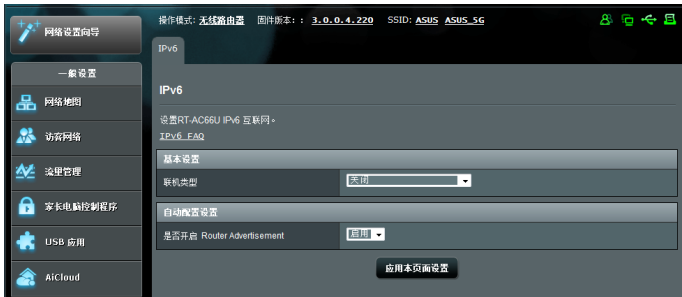 网络设置向导
操作模式: 无线路由器 固件版本: : 3.0.0.4.220 SSID: ASUS ASUS_5G
IPv6
一般设置
网络地图
访客网络
流量管理
家长电脑控制程序
USB 应用
AiCloud
IPv6
设置RT-AC66U IPv6 互联网。
IPv6 FAQ
基本设置
联机类型
关闭
自动配置设置
是否开启 Router Advertisement
启用
应用本页面设置